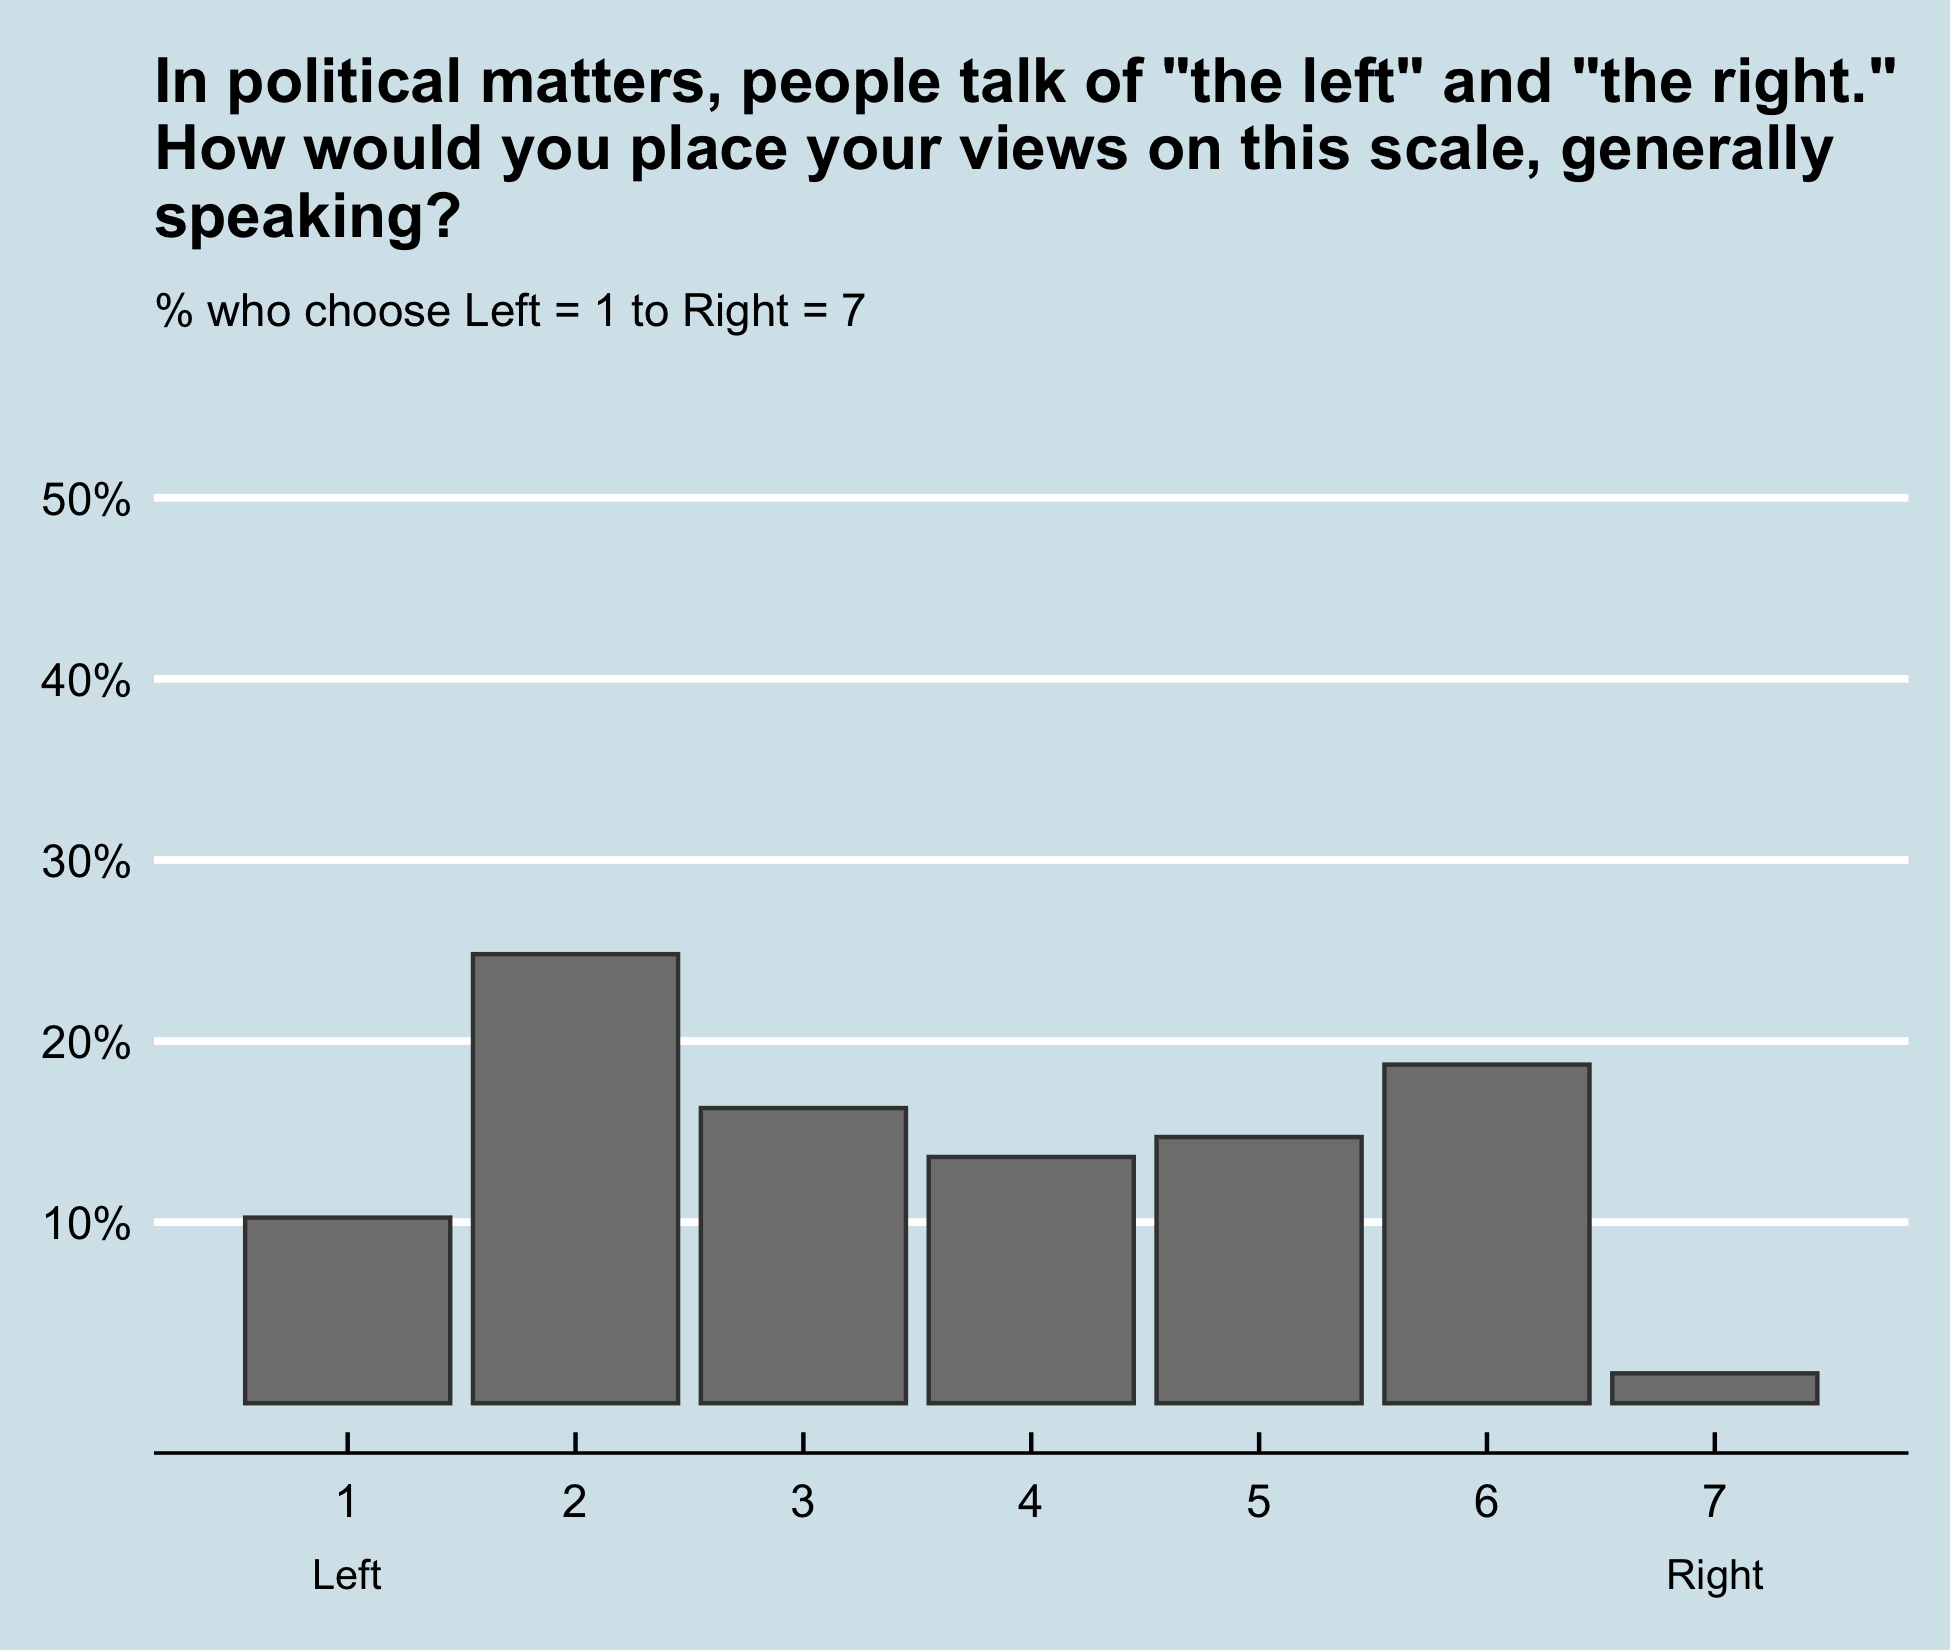 In political matters, people talk of "the left" and "the right."
How would you place your views on this scale, generally
speaking?
% who choose Left = 1 to Right = 7
50%
40%
30%
20%
10%
1 2 3 4 5 6 7
Left Right